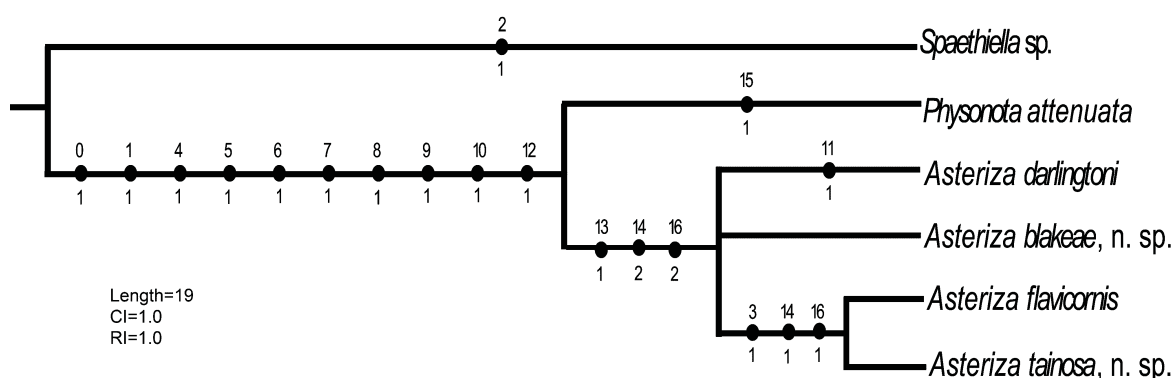 2
1
Spaethiella sp.
15
1
Physonota attenuata
0 1 4 5 6 7 8 9 10 12
1 1 1 1 1 1 1 1 1 1
11
1
Asteriza darlingtoni
13 14 16
1 2 2
Asteriza blakeae, n. sp.
Asteriza flavicornis
3 14 16
1 1 1
Asteriza tainosa, n. sp.
Length=19
CI=1.0
RI=1.0